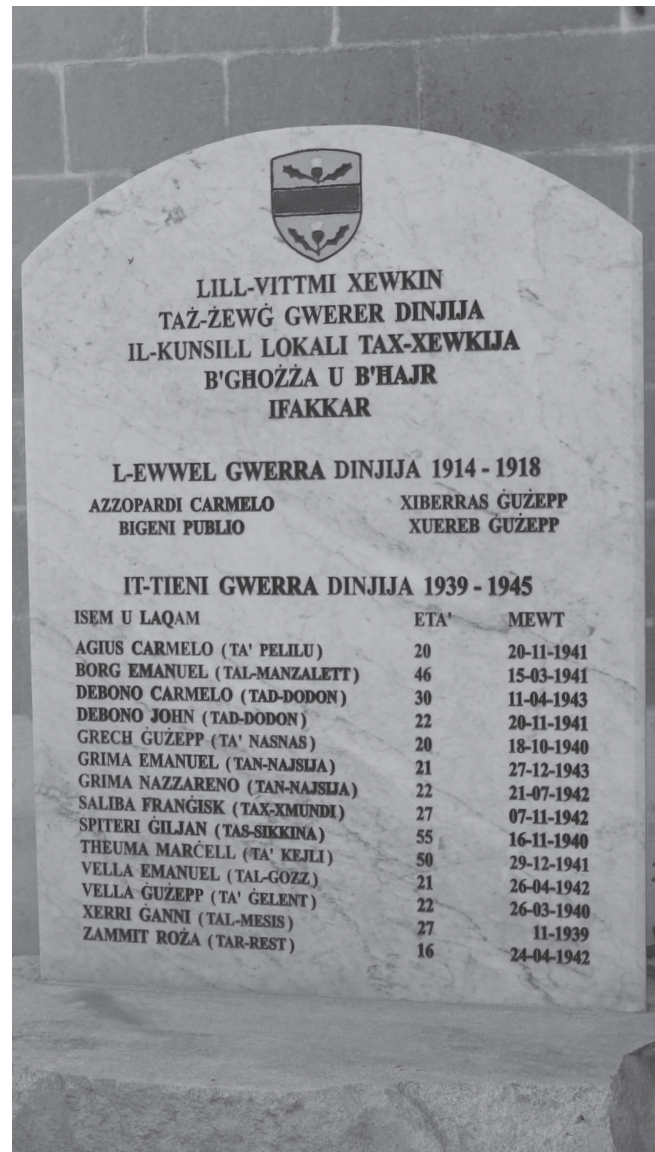 LILL-VITTMI XEWKIN
TAŻ-ŻEWĠ GWERER DINJIJA
IL-KUNSILL LOKALI TAX-XEWKIJA
B'GĦOŻŻA U B'ĦAJR
IFAKKAR
L-EWWEL GWERRA DINJIJA 1914 - 1918
AZZOPARDI CARMELO XIBERRAS ĠUŻEPP
BIGENI PUBLIO XUEREB ĠUŻEPP
IT-TIENI GWERRA DINJIJA 1939 - 1945
ISEM U LAQAM ETA' MEWT
AGIUS CARMELO (TA' PELILU) 20 20-11-1941
BORG EMANUEL (TAL-MANZALETT) 46 15-03-1941
DEBONO CARMELO (TAD-DODON) 30 11-04-1943
DEBONO JOHN (TAD-DODON) 22 20-11-1941
GRECH ĠUŻEPP (TA' NASNAS) 20 18-10-1940
GRIMA EMANUEL (TAN-NAJSIJA) 21 27-12-1943
GRIMA NAZZARENO (TAN-NAJSIJA) 22 21-07-1942
SALIBA FRANĠISK (TAX-XMUNDI) 27 07-11-1942
SPITERI ĠILJAN (TAS-SIKKINA) 55 16-11-1940
THEUMA MARĊELL (TA' KEJLI) 50 29-12-1941
VELLA EMANUEL (TAL-GOZZ) 21 26-04-1942
VELLA ĠUŻEPP (TA' ĠELENT) 22 26-03-1940
XERRI ĠANNI (TAL-MESIS) 27 11-1939
ZAMMIT ROŻA (TAR-REST) 16 24-04-1942